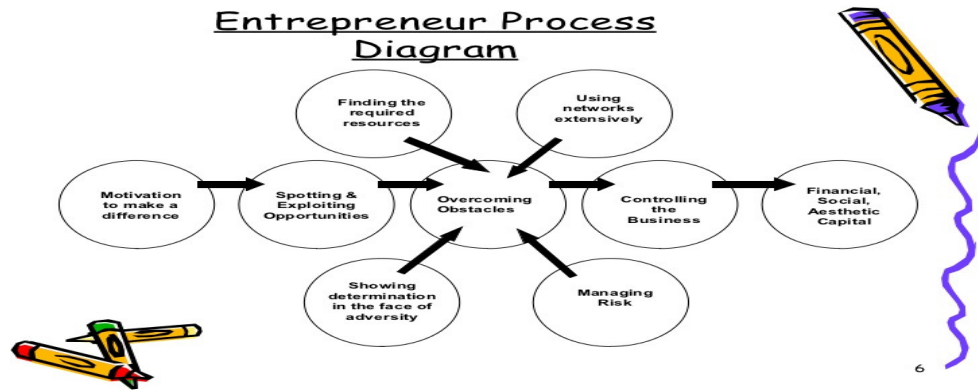 Entrepreneur Process
Diagram
Finding the
required
resources
Using
networks
extensively
Motivation
to make a
difference
Spotting &
Exploiting
Opportunities
Overcoming
Obstacles
Controlling
the
Business
Financial,
Social,
Aesthetic
Capital
Showing
determination
in the face of
adversity
Managing
Risk
6